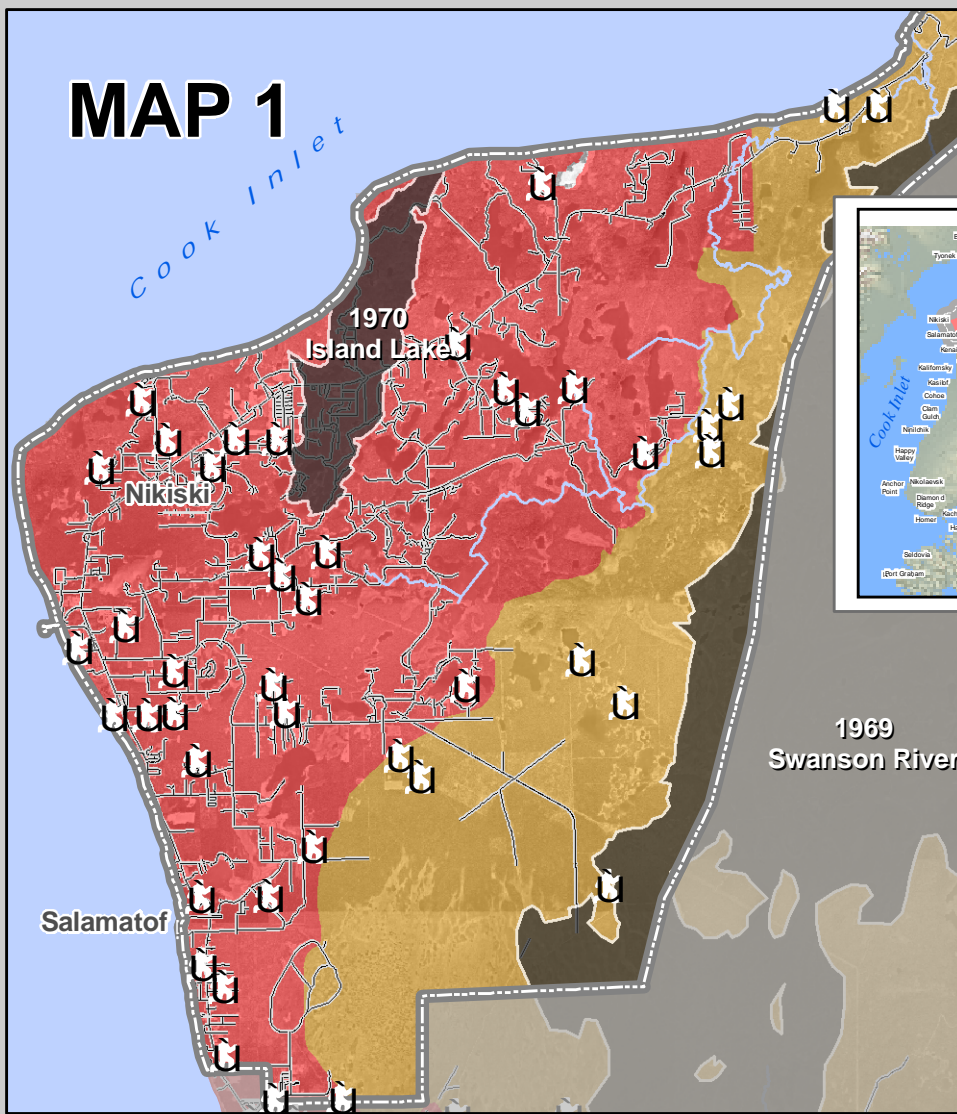 MAP 1
Cook Inlet
1970
Island Lake
Nikiski
Salamatof
1969
Swanson River
Tyonek
Nikiski
Salamatof
Kenai
Kalifornsky
Kasilof
Cohoe
Clam
Gulch
Ninilchik
Cook Inlet
Happy
Valley
Anchor
Point
Nikolaevsk
Diamond
Ridge
Homer
Kach
Seldovia
Port Graham